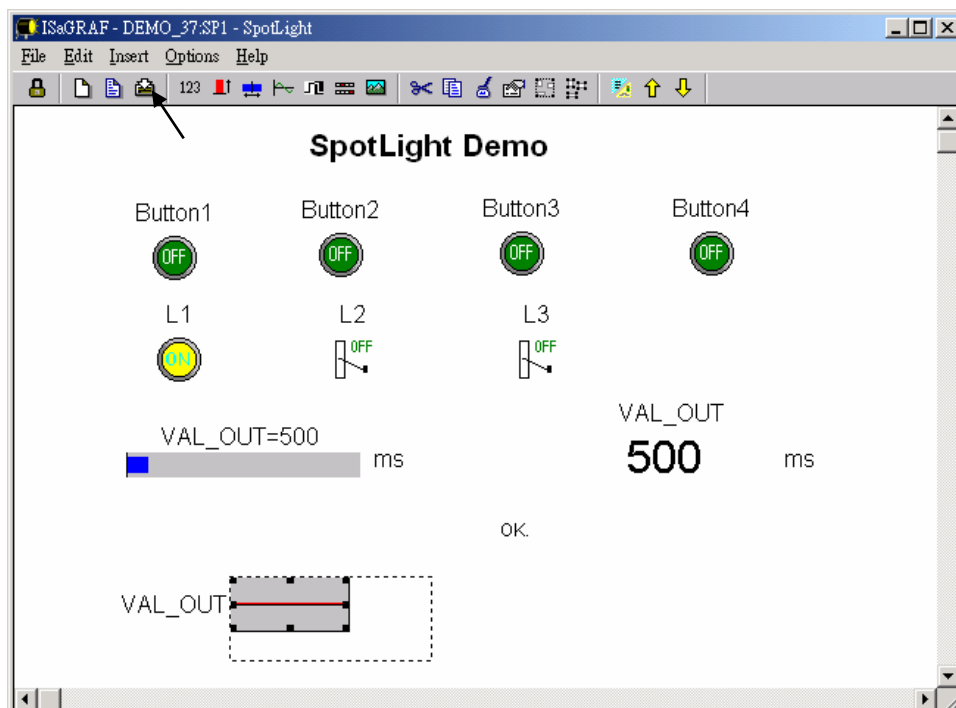 ISaGRAF - DEMO_37:SP1 - SpotLight
File Edit Insert Options Help
123
SpotLight Demo
Button1 Button2 Button3 Button4
OFF OFF OFF OFF
L1 L2 L3
ON OFF OFF
VAL_OUT
VAL_OUT=500
500 ms
ms
OK.
VAL_OUT